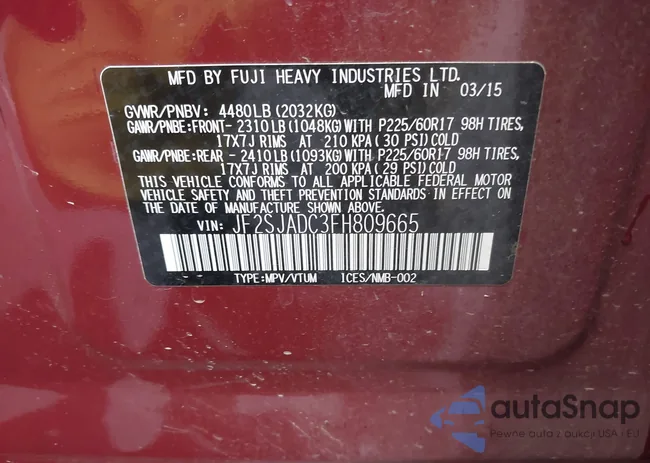 MFD BY FUJI HEAVY INDUSTRIES LTD.
MFD IN 03/15
GVWR/PNBV: 4480LB (2032KG)
GAWR/PNBE:FRONT- 2310LB(1048KG)WITH P225/60R17 98H TIRES,
17X7J RIMS AT 210 KPA(30 PSI)COLD
GAWR/PNBE:REAR - 2410LB(1093KG)WITH P225/60R17 98H TIRES,
17X7J RIMS AT 200 KPA(29 PSI)COLD
THIS VEHICLE CONFORMS TO ALL APPLICABLE FEDERAL MOTOR
VEHICLE SAFETY AND THEFT PREVENTION STANDARDS IN EFFECT ON
THE DATE OF MANUFACTURE SHOWN ABOVE.
VIN: JF2SJADC3FH809665
TYPE:MPV/VTUM ICES/NMB-002
autaSnap
Pewne auta z aukcji USA i EU